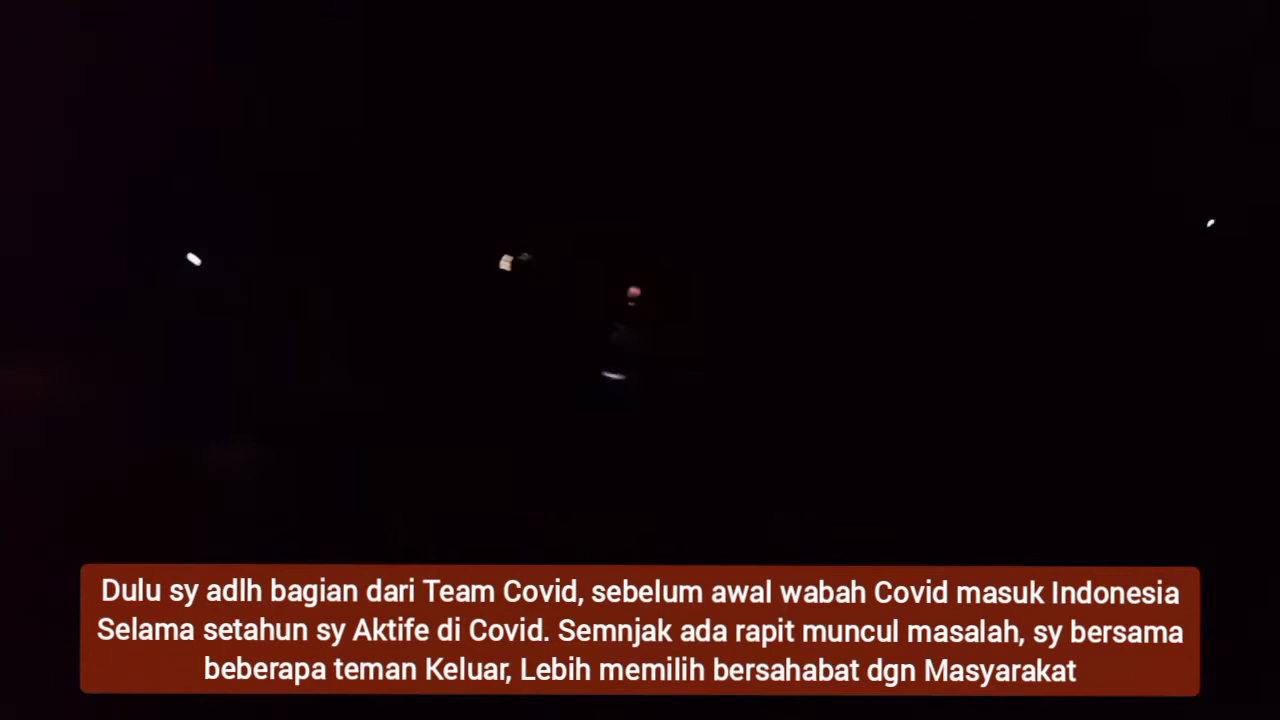 Dulu sy adlh bagian dari Team Covid, sebelum awal wabah Covid masuk Indonesia
Selama setahun sy Aktife di Covid. Semnjak ada rapit muncul masalah, sy bersama
beberapa teman Keluar, Lebih memilih bersahabat dgn Masyarakat